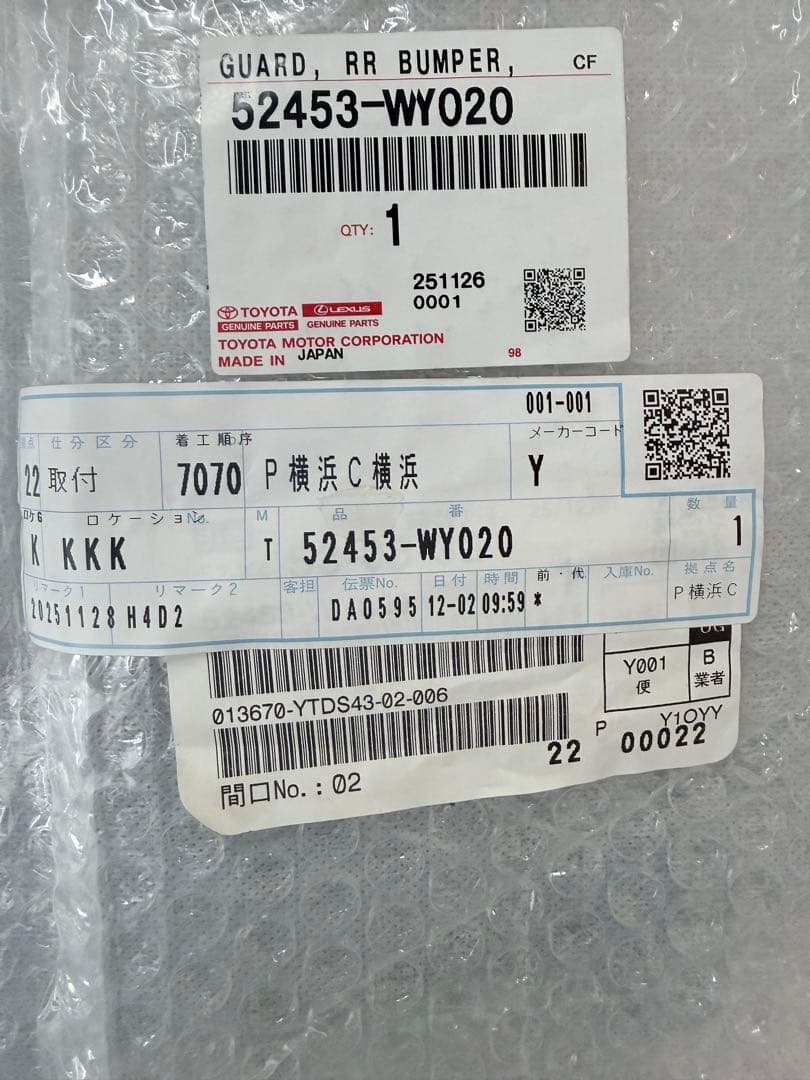 GUARD, RR BUMPER, CF
52453-WY020
QTY: 1
251126
0001
TOYOTA LEXUS
GENUINE PARTS GENUINE PARTS
TOYOTA MOTOR CORPORATION
MADE IN JAPAN
98
001-001
仕分区分 着工順序 メーカーコード
22 取付 7070 P横浜C横浜 Y
ロケーションNo. M 品番 数量
K KKK T 52453-WY020 1
リマーク1 リマーク2 客担 伝票No. 日付 時間 前・代 入庫No. 拠点名
20251128 H4D2 DA0595 12-02 09:59 * P横浜C
Y001 B
便 業者
013670-YTDS43-02-006
P Y10YY
22 00022
間口No.: 02